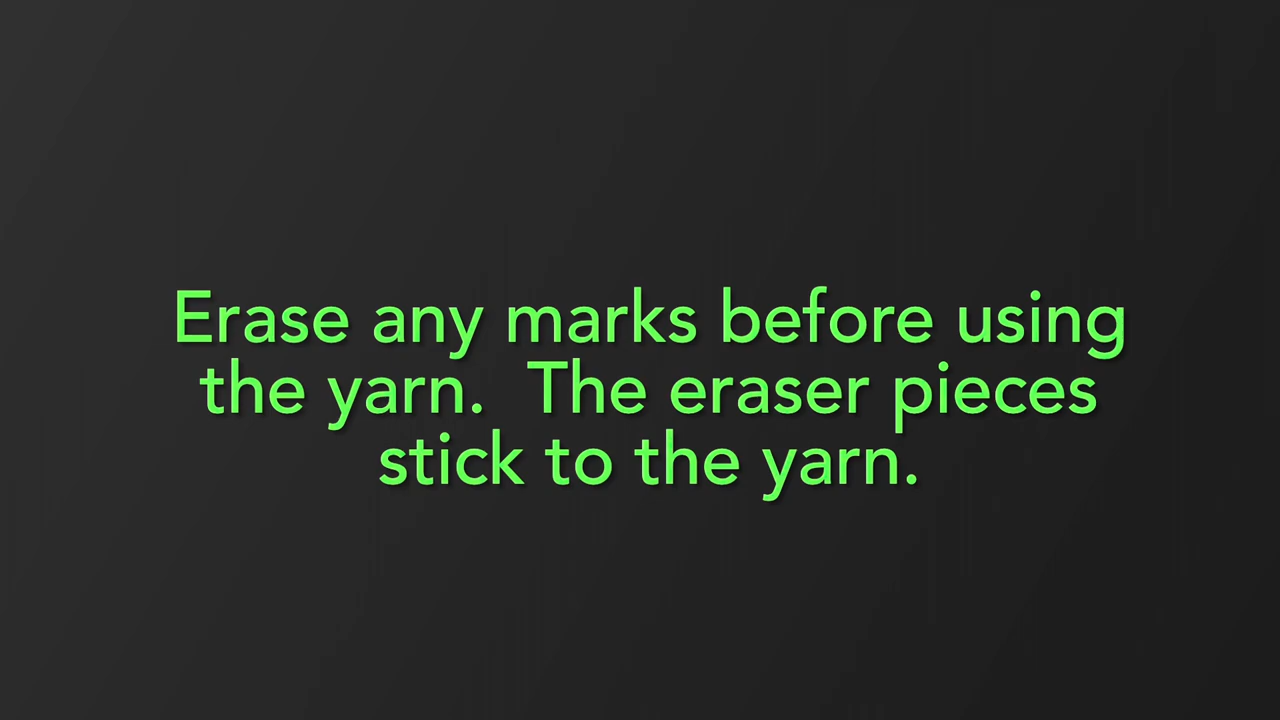 Erase any marks before using
the yarn.  The eraser pieces
stick to the yarn.